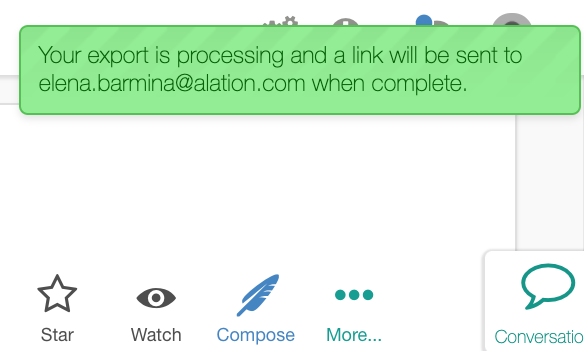 Your export is processing and a link will be sent to
elena.barmina@alation.com when complete.
Star
Watch
Compose
More...
Conversatio